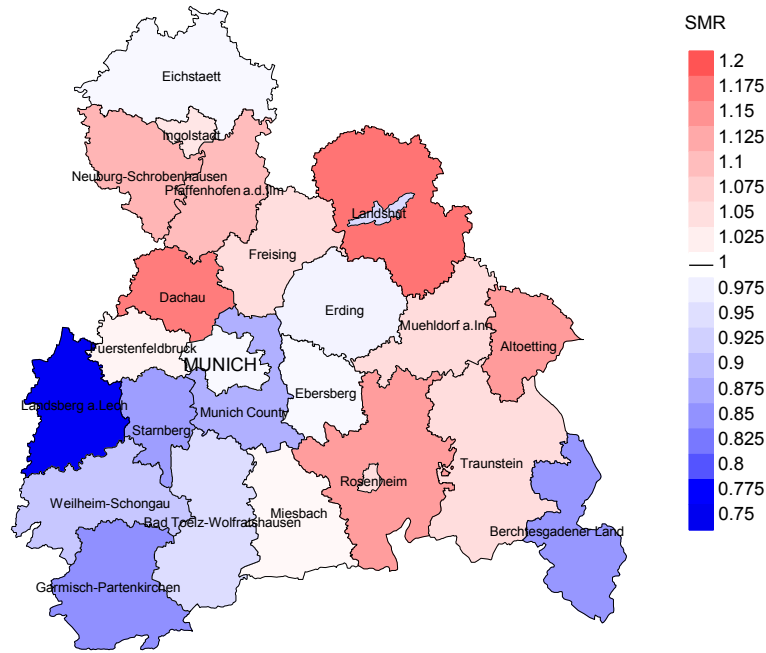 SMR
1.2
1.175
1.15
1.125
1.1
1.075
1.05
1.025
1
0.975
0.95
0.925
0.9
0.875
0.85
0.825
0.8
0.775
0.75
Eichstaett
Ingolstadt
Neuburg-Schrobenhausen
Pfaffenhofen a.d.Ilm
Landshut
Freising
Dachau
Erding
Muehldorf a.Inn
Altoetting
Fuerstenfeldbruck
MUNICH
Ebersberg
Landsberg a.Lech
Munich County
Starnberg
Traunstein
Rosenheim
Weilheim-Schongau
Miesbach
Bad Toelz-Wolfratshausen
Berchtesgadener Land
Garmisch-Partenkirchen